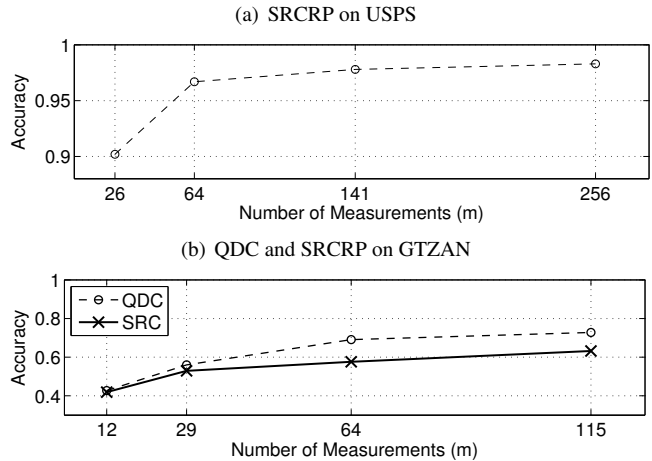 (a) SRCRP on USPS
1
0.95
0.9
Accuracy
26 64 141 256
Number of Measurements (m)
(b) QDC and SRCRP on GTZAN
1
0.8
0.6
0.4
Accuracy
QDC
SRC
12 29 64 115
Number of Measurements (m)